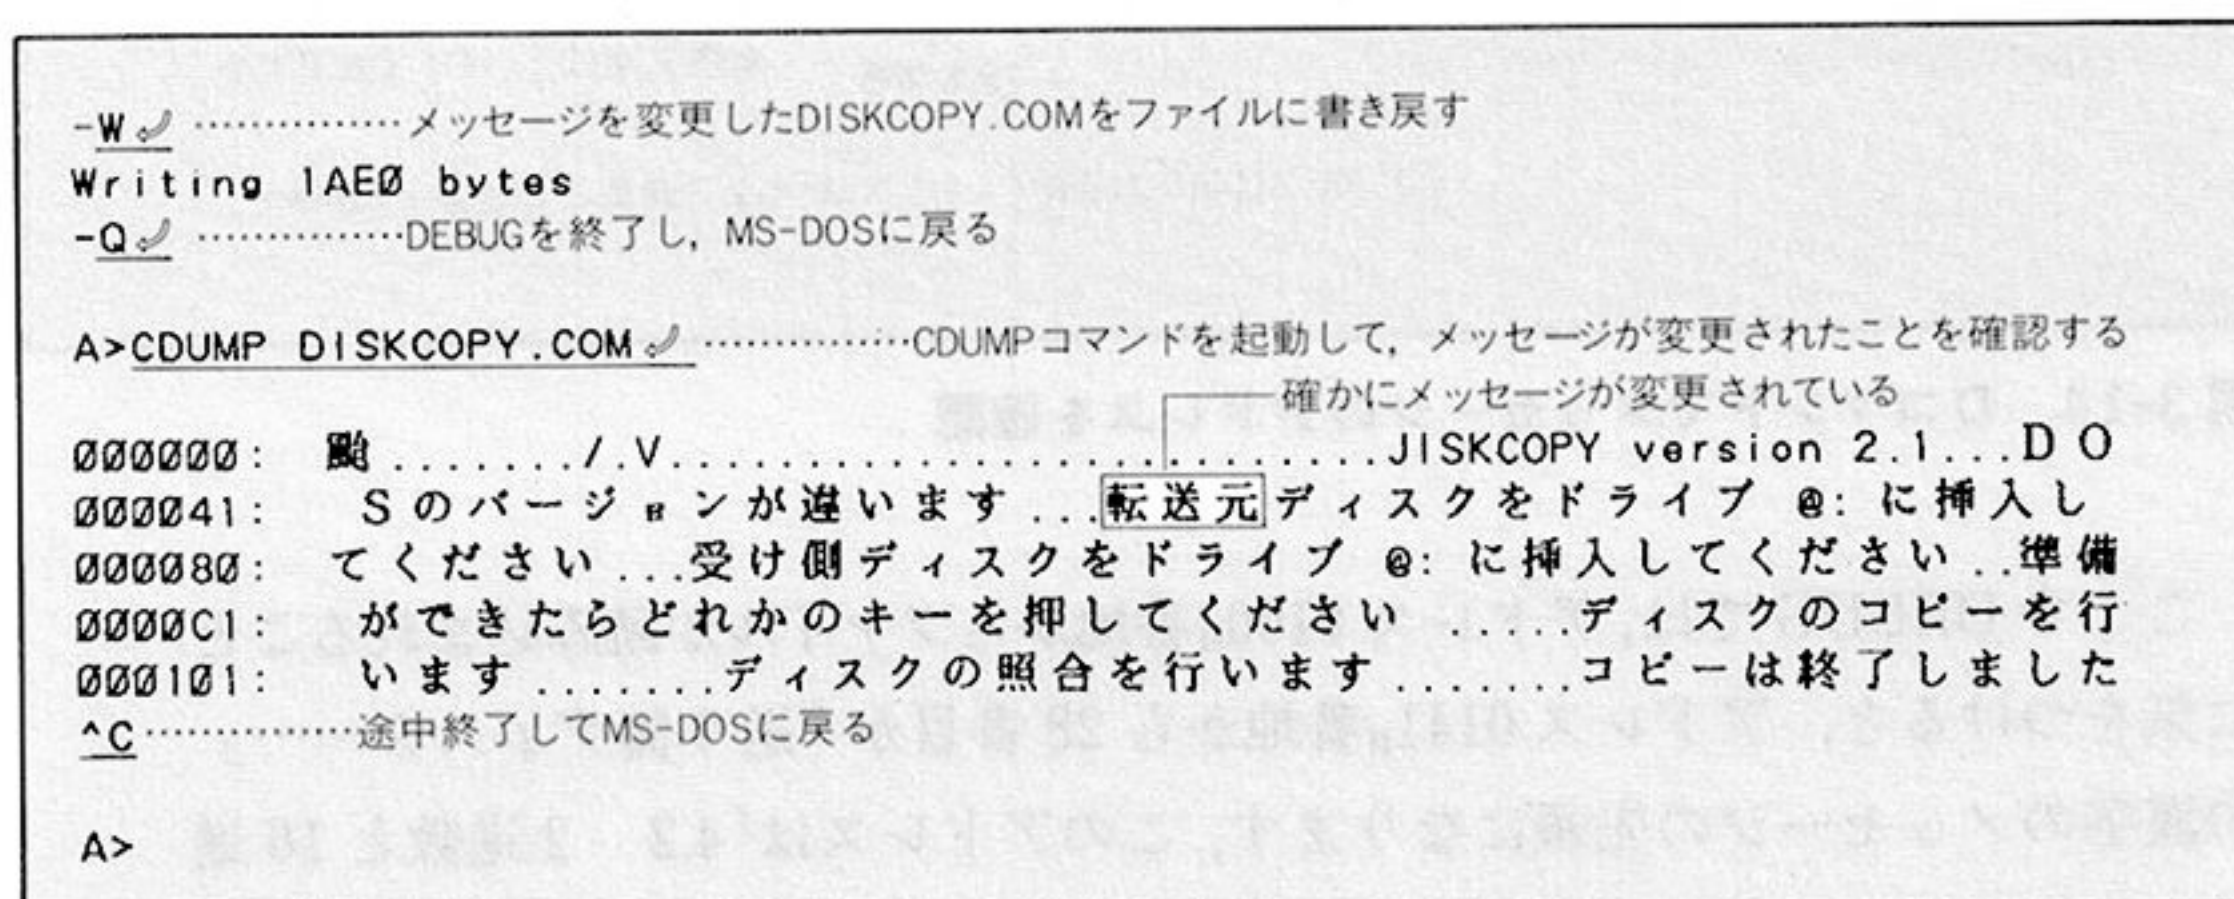 -W ……………メッセージを変更したDISKCOPY.COMをファイルに書き戻す
Writing 1AE0 bytes
-Q ……………DEBUGを終了し，MS-DOSに戻る
A>CDUMP DISKCOPY.COM ……………CDUMPコマンドを起動して，メッセージが変更されたことを確認する
確かにメッセージが変更されている
000000: 颱......../.V...........................JISKCOPY version 2.1...ＤＯ
000041: Ｓのバージョンが違います...転送元ディスクをドライブ @: に挿入し
000080: てください...受け側ディスクをドライブ @: に挿入してください..準備
0000C1: ができたらどれかのキーを押してください ......ディスクのコピーを行
000101: います........ディスクの照合を行います........コピーは終了しました
^C……………途中終了してMS-DOSに戻る
A>